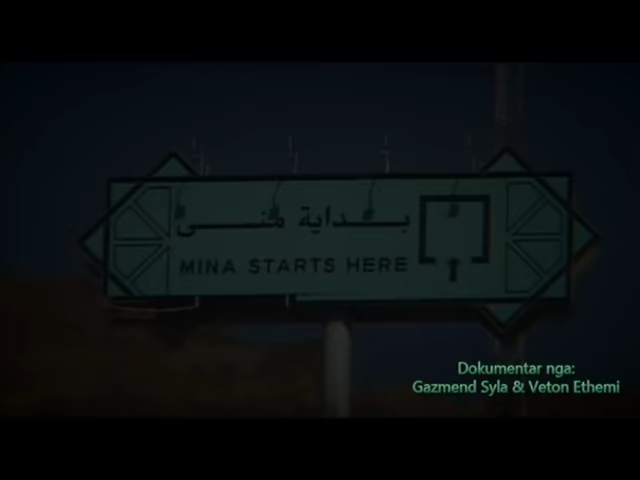 بداية منى
MINA STARTS HERE
Dokumentar nga:
Gazmend Syla & Veton Ethemi